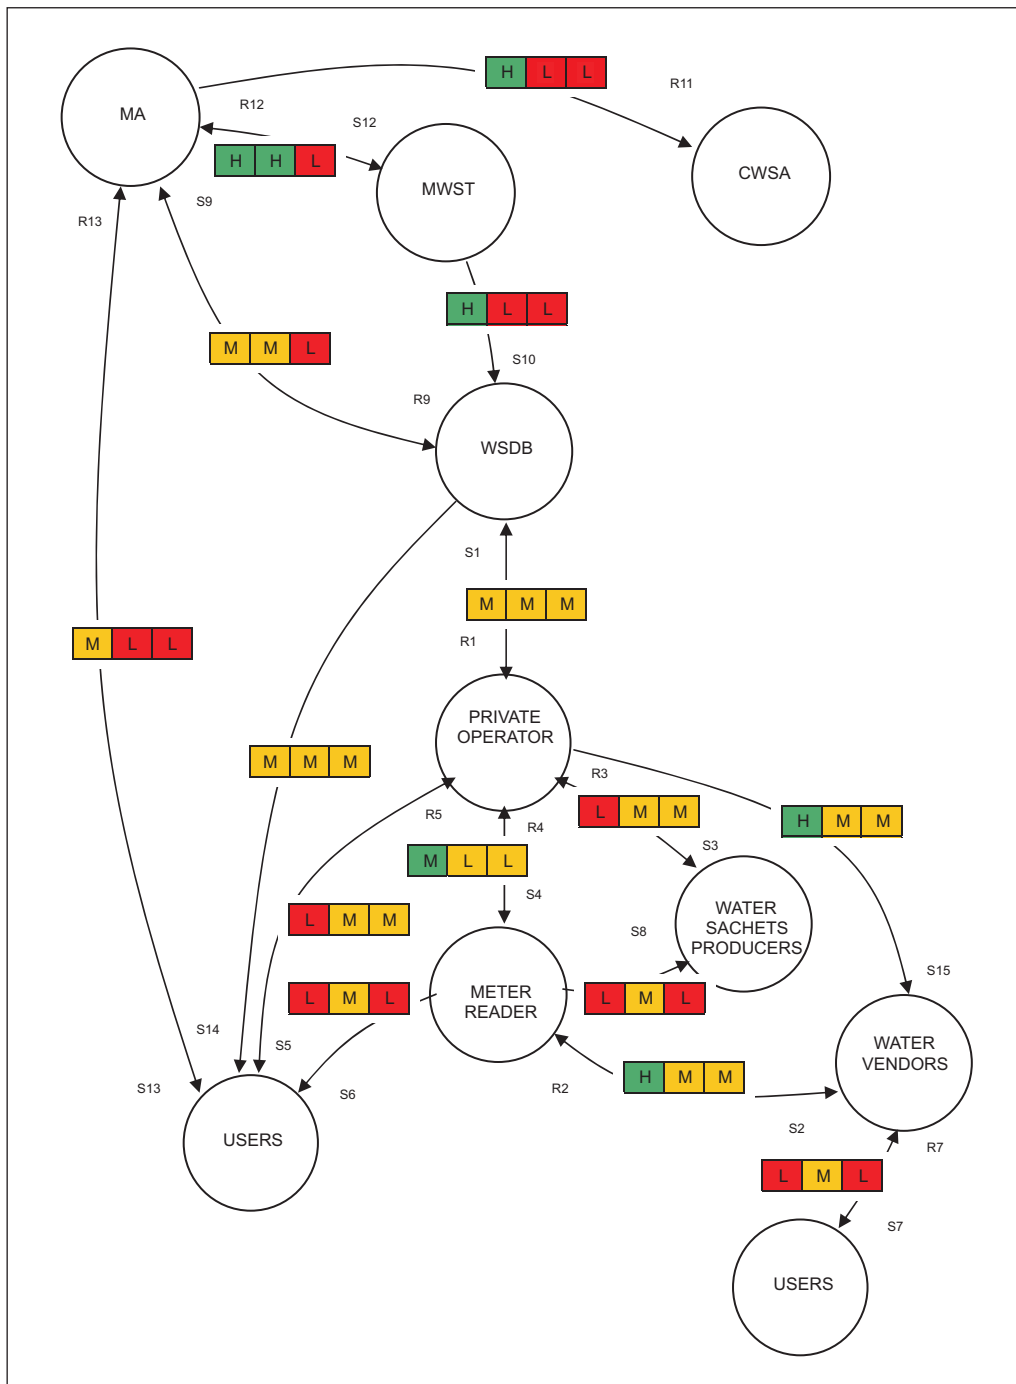 H L L
R11
MA
R12
S12
H H L
MWST
CWSA
R13
S9
H L L
M M L
S10
R9
WSDB
S1
M M M
R1
M L L
PRIVATE
OPERATOR
M M M
R3
R5
R4
L M M
H M M
M L L
S3
S4
L M M
WATER
SACHETS
PRODUCERS
S8
S15
L M L
METER
READER
L M L
S14
S5
WATER
VENDORS
S13
S6
R2
H M M
S2
R7
USERS
L M L
S7
USERS